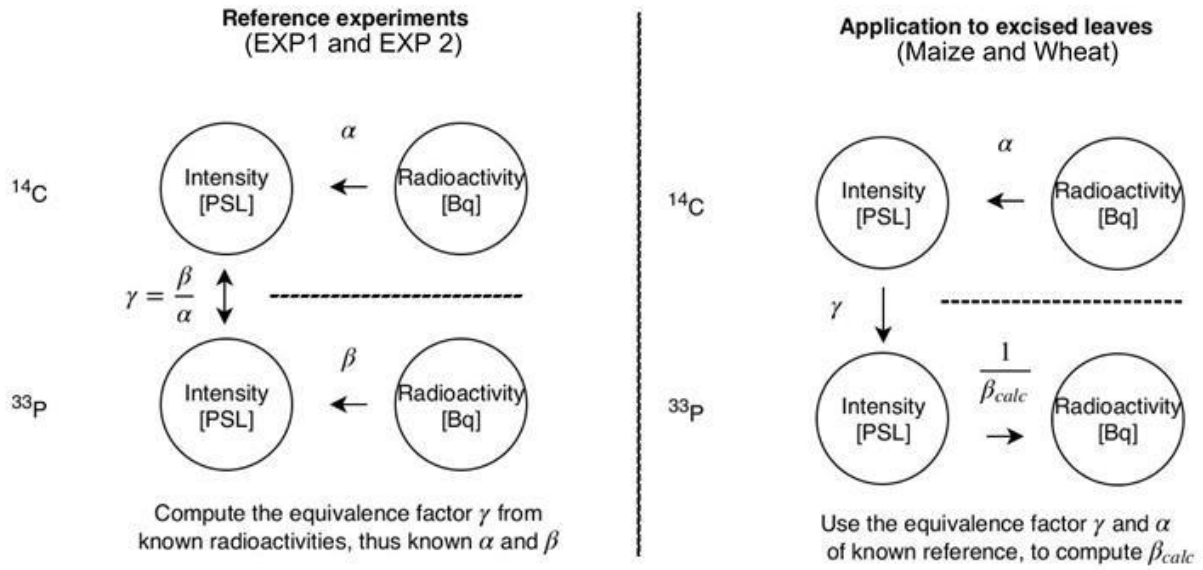 Reference experiments
(EXP1 and EXP 2)
α
Intensity
[PSL]
Radioactivity
[Bq]
¹⁴C
γ = β/α
β
Intensity
[PSL]
Radioactivity
[Bq]
³³P
Compute the equivalence factor γ from
known radioactivities, thus known α and β
Application to excised leaves
(Maize and Wheat)
α
Intensity
[PSL]
Radioactivity
[Bq]
¹⁴C
γ
1/β_calc
Intensity
[PSL]
Radioactivity
[Bq]
³³P
Use the equivalence factor γ and α
of known reference, to compute β_calc